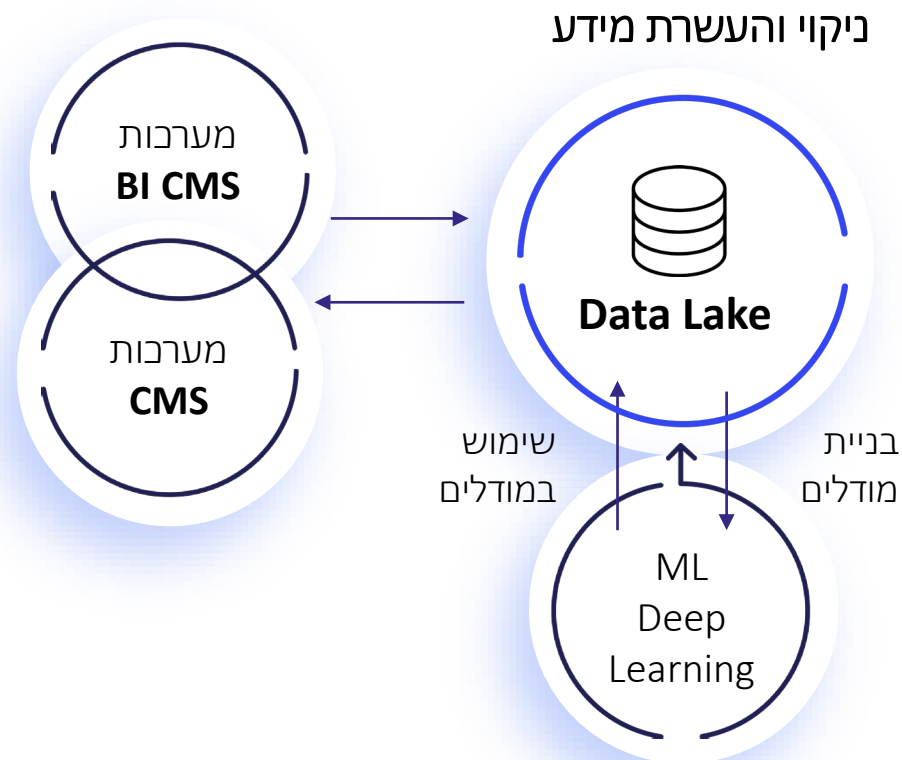 ניקוי והעשרת מידע
מערכות
BI CMS
מערכות
CMS
Data Lake
שימוש
במודלים
בניית
מודלים
ML
Deep
Learning